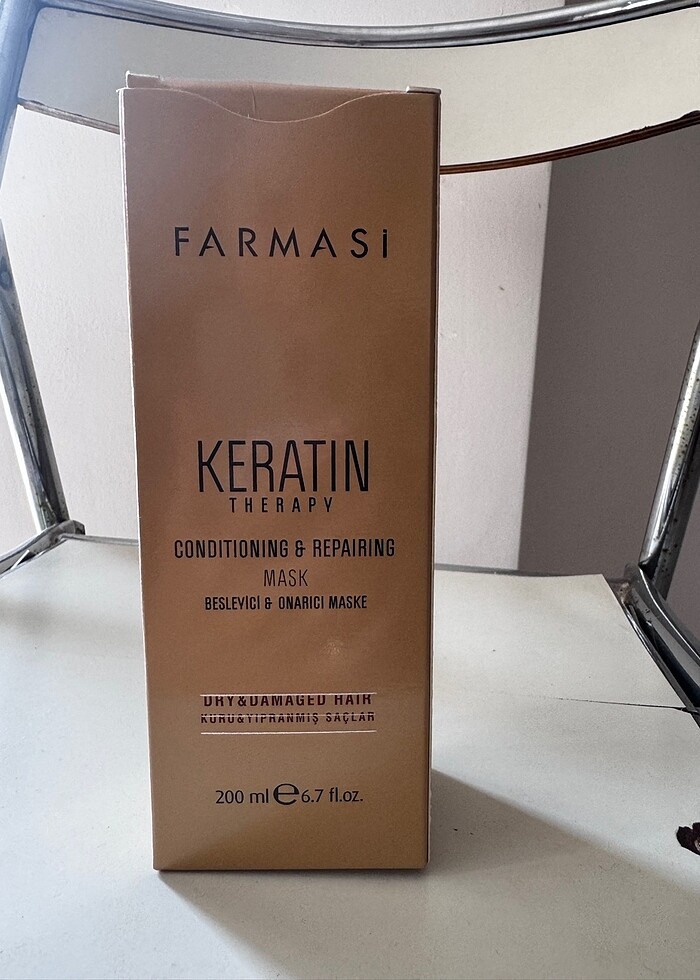 FARMASi
KERATIN
THERAPY
CONDITIONING & REPAIRING
MASK
BESLEYİCİ & ONARICI MASKE
DRY&DAMAGED HAIR
KURU&YIPRANMIŞ SAÇLAR
200 ml ℮ 6.7 fl.oz.